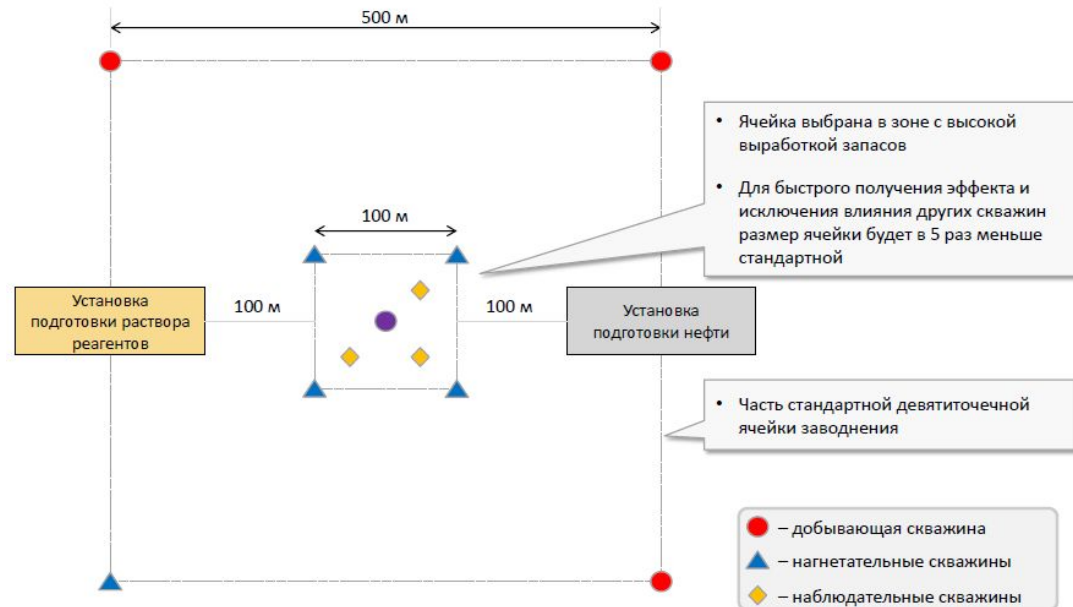 500 м
• Ячейка выбрана в зоне с высокой
выработкой запасов
• Для быстрого получения эффекта и
исключения влияния других скважин
размер ячейки будет в 5 раз меньше
стандартной
100 м
Установка
подготовки раствора
реагентов
100 м
100 м
Установка
подготовки нефти
• Часть стандартной девятиточечной
ячейки заводнения
– добывающая скважина
– нагнетательные скважины
– наблюдательные скважины